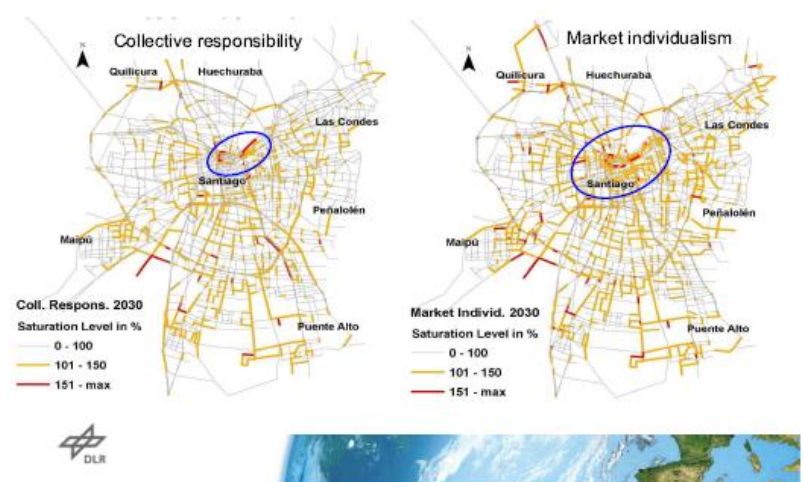 Collective responsibility
N
Quilicura
Huechuraba
Las Condes
Santiago
Peñalolén
Maipú
Puente Alto
Coll. Respons. 2030
Saturation Level in %
0 - 100
101 - 150
151 - max
Market individualism
N
Quilicura
Huechuraba
Las Condes
Santiago
Peñalolén
Maipú
Puente Alto
Market Individ. 2030
Saturation Level in %
0 - 100
101 - 150
151 - max
DLR